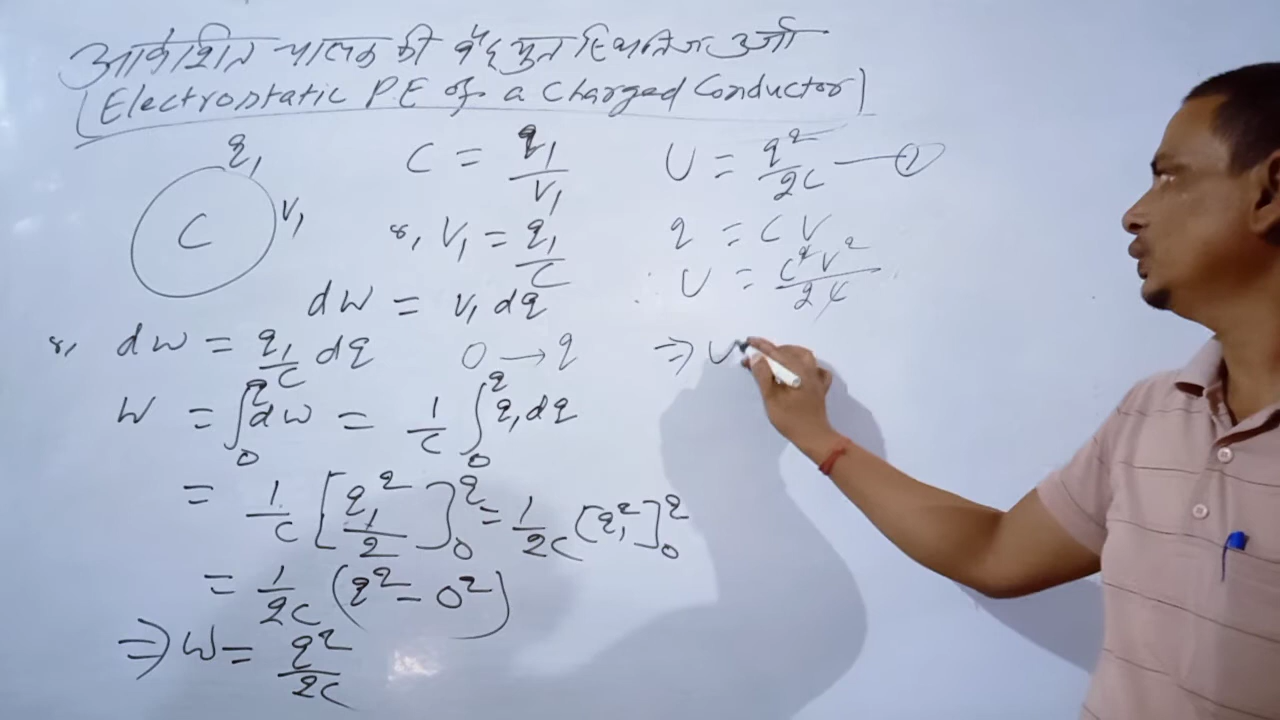 आवेशित चालक की वैद्युत स्थितिज ऊर्जा
(Electrostatic PE of a Charged Conductor)
q₁
C V₁
C = q₁/V₁
or, V₁ = q₁/C
dW = V₁ dq
or, dW = q₁/C dq 0 → q
W = ∫₀^q dW = 1/C ∫₀^q q₁ dq
= 1/C [q₁²/2]₀^q = 1/2C [q₁²]₀^q
= 1/2C (q² - 0²)
⇒ W = q²/2C
U = q²/2C — ①
q = CV
∴ U = C²V²/2C
⇒ U